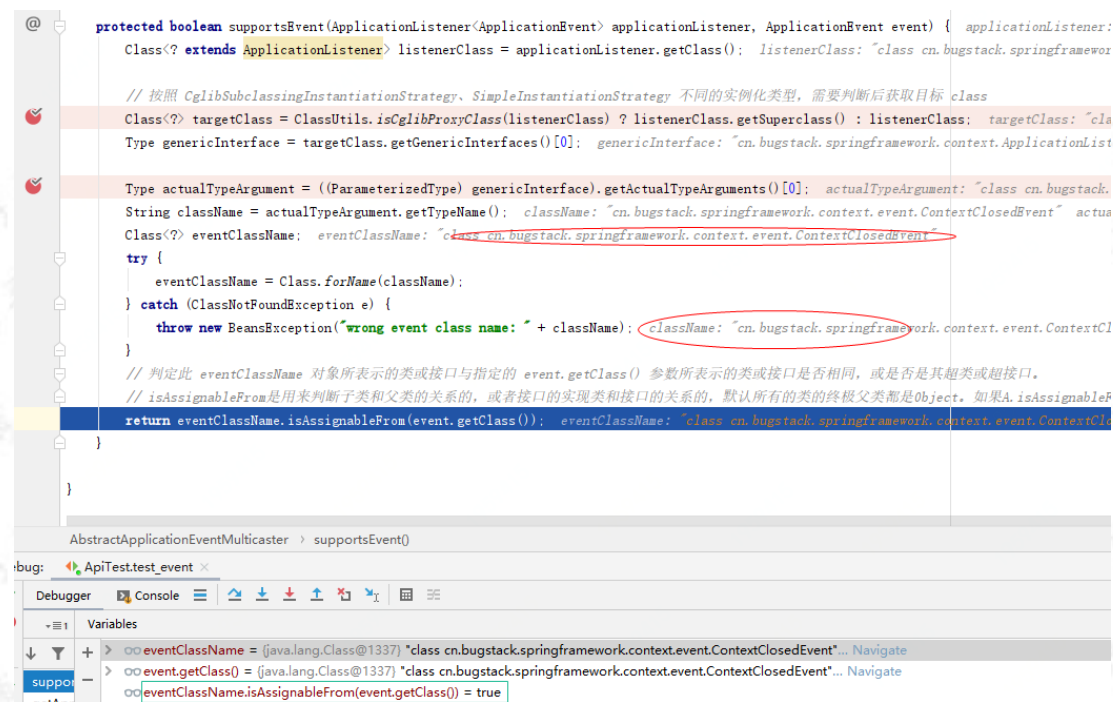 protected boolean supportsEvent(ApplicationListener<ApplicationEvent> applicationListener, ApplicationEvent event) { applicationListener:
Class<? extends ApplicationListener> listenerClass = applicationListener.getClass(); listenerClass: "class cn.bugstack.springframewor
// 按照 CglibSubclassingInstantiationStrategy、SimpleInstantiationStrategy 不同的实例化类型，需要判断后获取目标 class
Class<?> targetClass = ClassUtils.isCglibProxyClass(listenerClass) ? listenerClass.getSuperclass() : listenerClass; targetClass: "cla
Type genericInterface = targetClass.getGenericInterfaces()[0]; genericInterface: "cn.bugstack.springframework.context.ApplicationList
Type actualTypeArgument = ((ParameterizedType) genericInterface).getActualTypeArguments()[0]; actualTypeArgument: "class cn.bugstack.
String className = actualTypeArgument.getTypeName(); className: "cn.bugstack.springframework.context.event.ContextClosedEvent" actua
Class<?> eventClassName; eventClassName: "class cn.bugstack.springframework.context.event.ContextClosedEvent"
try {
eventClassName = Class.forName(className);
} catch (ClassNotFoundException e) {
throw new BeansException("wrong event class name: " + className); className: "cn.bugstack.springframework.context.event.ContextCl
}
// 判定此 eventClassName 对象所表示的类或接口与指定的 event.getClass() 参数所表示的类或接口是否相同，或是否是其超类或超接口。
// isAssignableFrom是用来判断子类和父类的关系的，或者接口的实现类和接口的关系的，默认所有的类的终极父类都是Object。如果A.isAssignableF
return eventClassName.isAssignableFrom(event.getClass()); eventClassName: "class cn.bugstack.springframework.context.event.ContextClo
}
}
AbstractApplicationEventMulticaster › supportsEvent()
ebug: ApiTest.test_event ×
Debugger Console
Variables
eventClassName = {java.lang.Class@1337} "class cn.bugstack.springframework.context.event.ContextClosedEvent"... Navigate
event.getClass() = {java.lang.Class@1337} "class cn.bugstack.springframework.context.event.ContextClosedEvent"... Navigate
suppor
eventClassName.isAssignableFrom(event.getClass()) = true